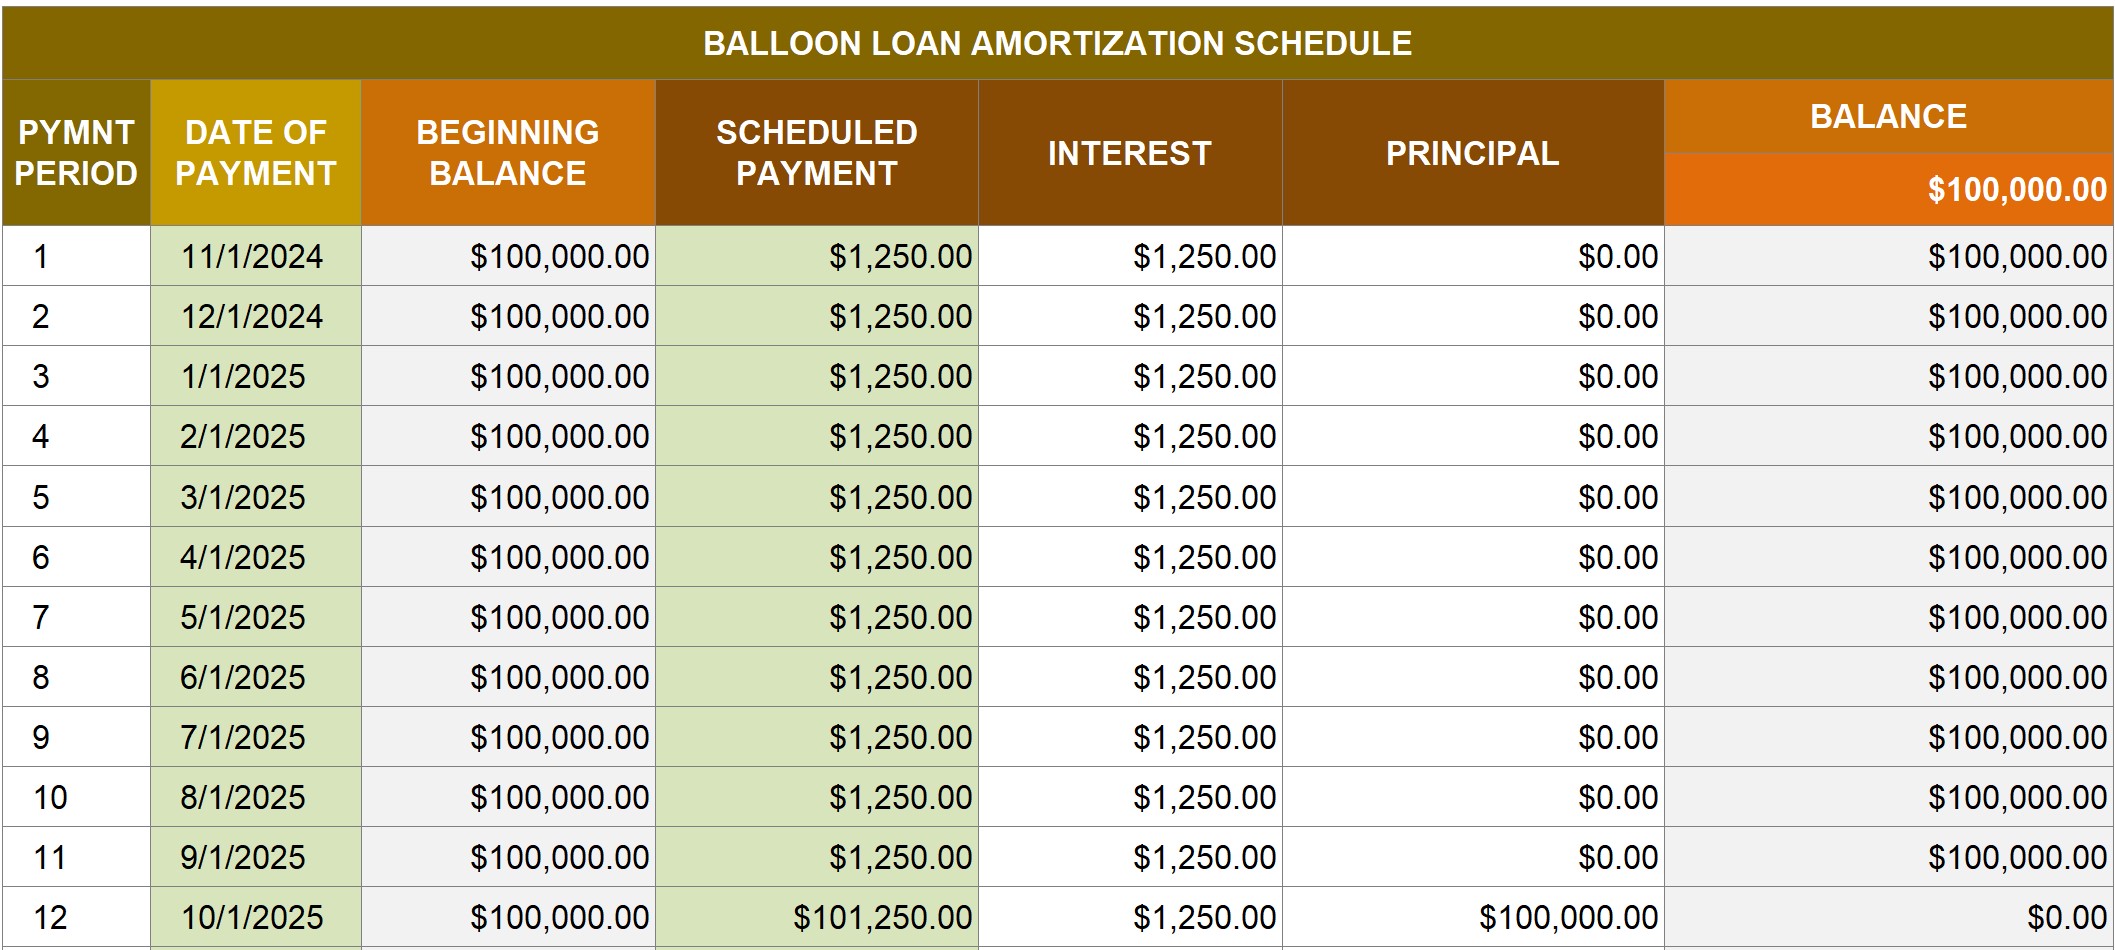 BALLOON LOAN AMORTIZATION SCHEDULE
PYMNT PERIOD DATE OF PAYMENT BEGINNING BALANCE SCHEDULED PAYMENT INTEREST PRINCIPAL BALANCE
$100,000.00
1 11/1/2024 $100,000.00 $1,250.00 $1,250.00 $0.00 $100,000.00
2 12/1/2024 $100,000.00 $1,250.00 $1,250.00 $0.00 $100,000.00
3 1/1/2025 $100,000.00 $1,250.00 $1,250.00 $0.00 $100,000.00
4 2/1/2025 $100,000.00 $1,250.00 $1,250.00 $0.00 $100,000.00
5 3/1/2025 $100,000.00 $1,250.00 $1,250.00 $0.00 $100,000.00
6 4/1/2025 $100,000.00 $1,250.00 $1,250.00 $0.00 $100,000.00
7 5/1/2025 $100,000.00 $1,250.00 $1,250.00 $0.00 $100,000.00
8 6/1/2025 $100,000.00 $1,250.00 $1,250.00 $0.00 $100,000.00
9 7/1/2025 $100,000.00 $1,250.00 $1,250.00 $0.00 $100,000.00
10 8/1/2025 $100,000.00 $1,250.00 $1,250.00 $0.00 $100,000.00
11 9/1/2025 $100,000.00 $1,250.00 $1,250.00 $0.00 $100,000.00
12 10/1/2025 $100,000.00 $101,250.00 $1,250.00 $100,000.00 $0.00